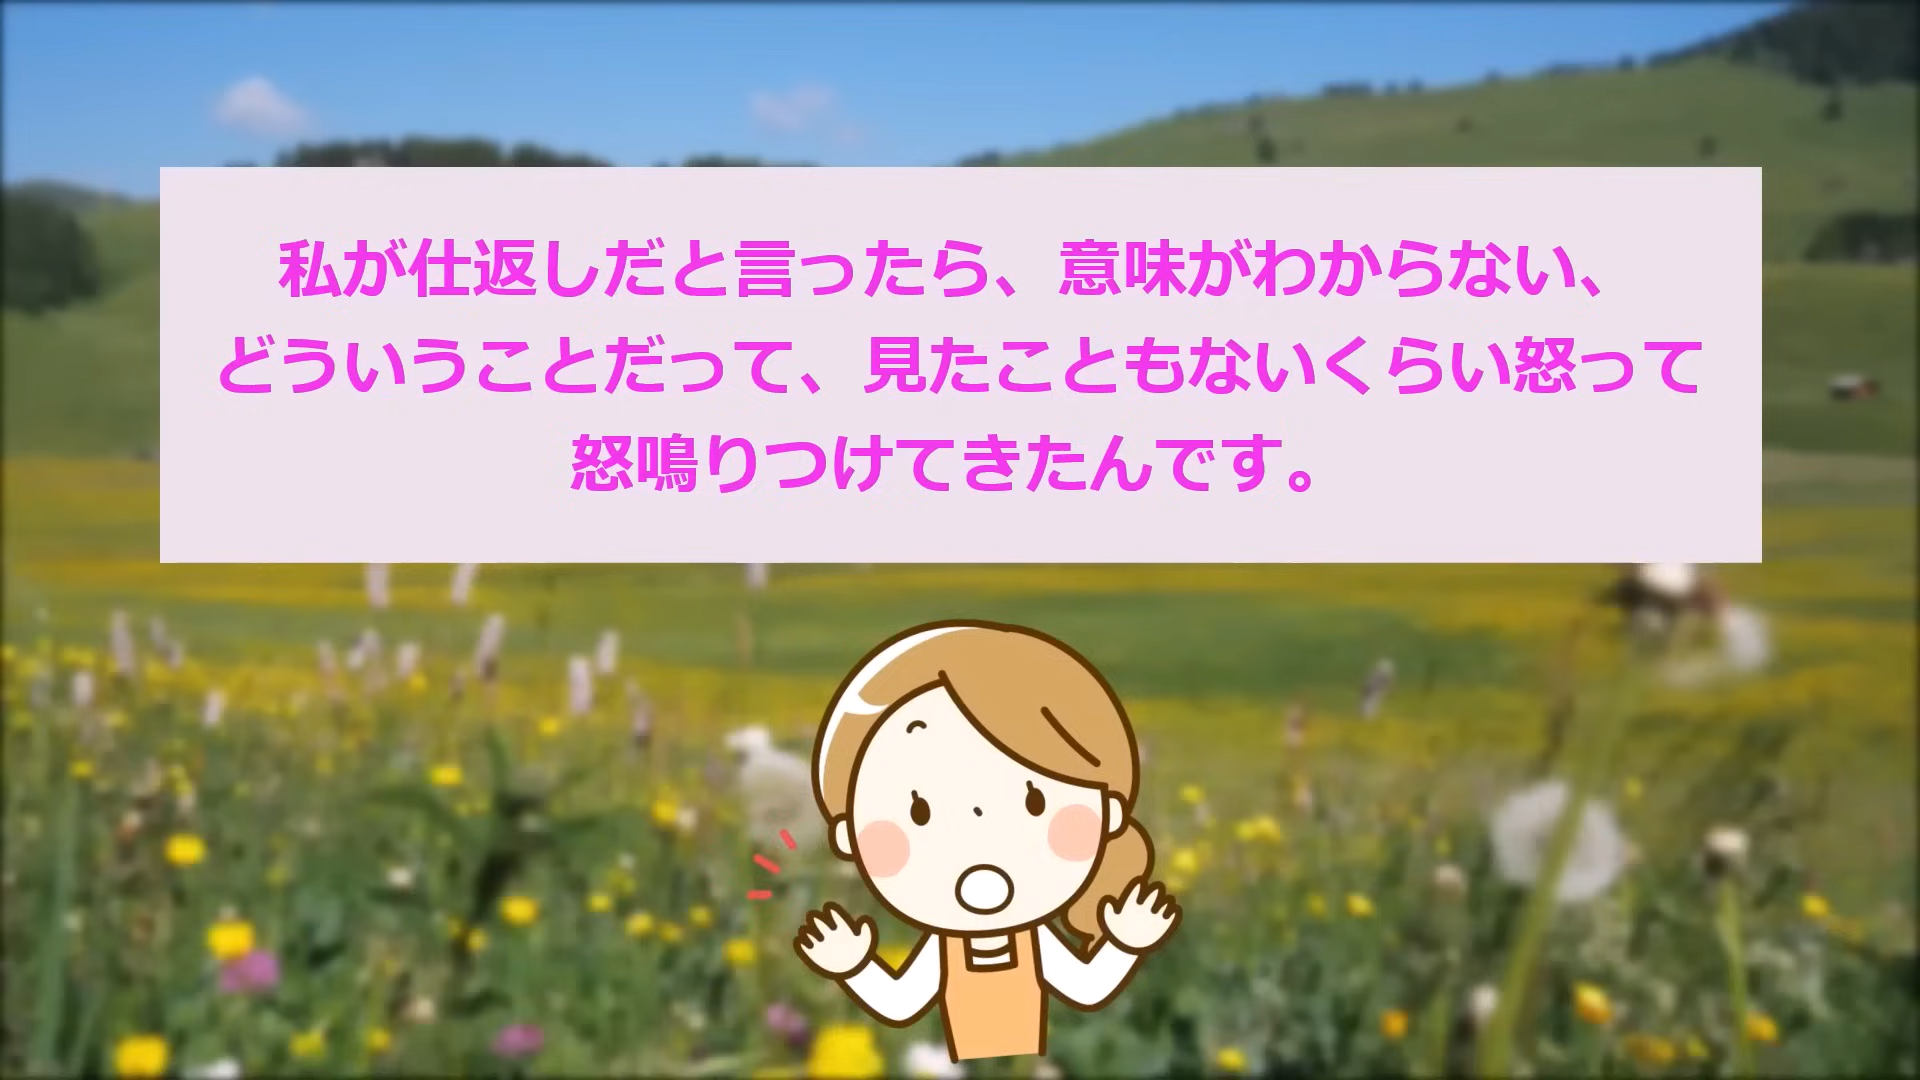 私が仕返しだと言ったら、意味がわからない、
どういうことだって、見たこともないくらい怒って
怒鳴りつけてきたんです。